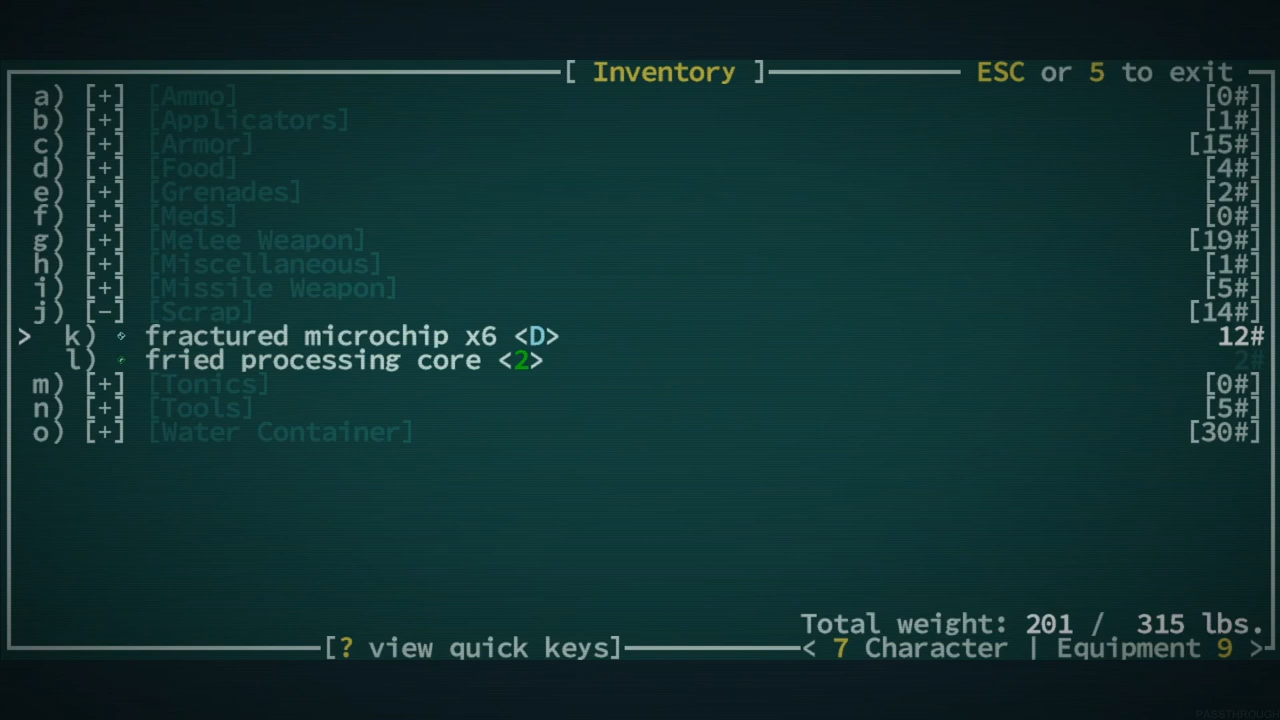 [ Inventory ] ESC or 5 to exit
a) [+] [Ammo] [0#]
b) [+] [Applicators] [1#]
c) [+] [Armor] [15#]
d) [+] [Food] [4#]
e) [+] [Grenades] [2#]
f) [+] [Meds] [0#]
g) [+] [Melee Weapon] [19#]
h) [+] [Miscellaneous] [1#]
i) [+] [Missile Weapon] [5#]
j) [-] [Scrap] [14#]
> k) fractured microchip x6 <D> 12#
l) fried processing core <2> 2#
m) [+] [Tonics] [0#]
n) [+] [Tools] [5#]
o) [+] [Water Container] [30#]
Total weight: 201 / 315 lbs.
[? view quick keys] < 7 Character | Equipment 9 >